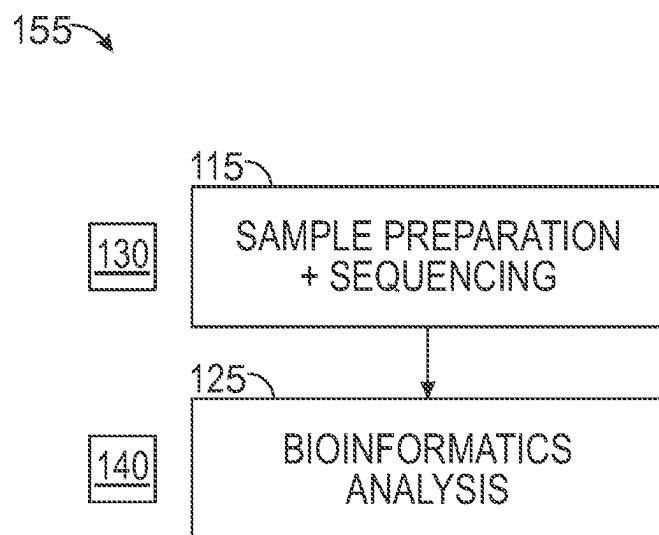 155
115
130
SAMPLE PREPARATION
+ SEQUENCING
125
140
BIOINFORMATICS
ANALYSIS